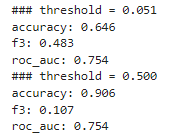 ### threshold = 0.051
accuracy: 0.646
f3: 0.483
roc_auc: 0.754
### threshold = 0.500
accuracy: 0.906
f3: 0.107
roc_auc: 0.754